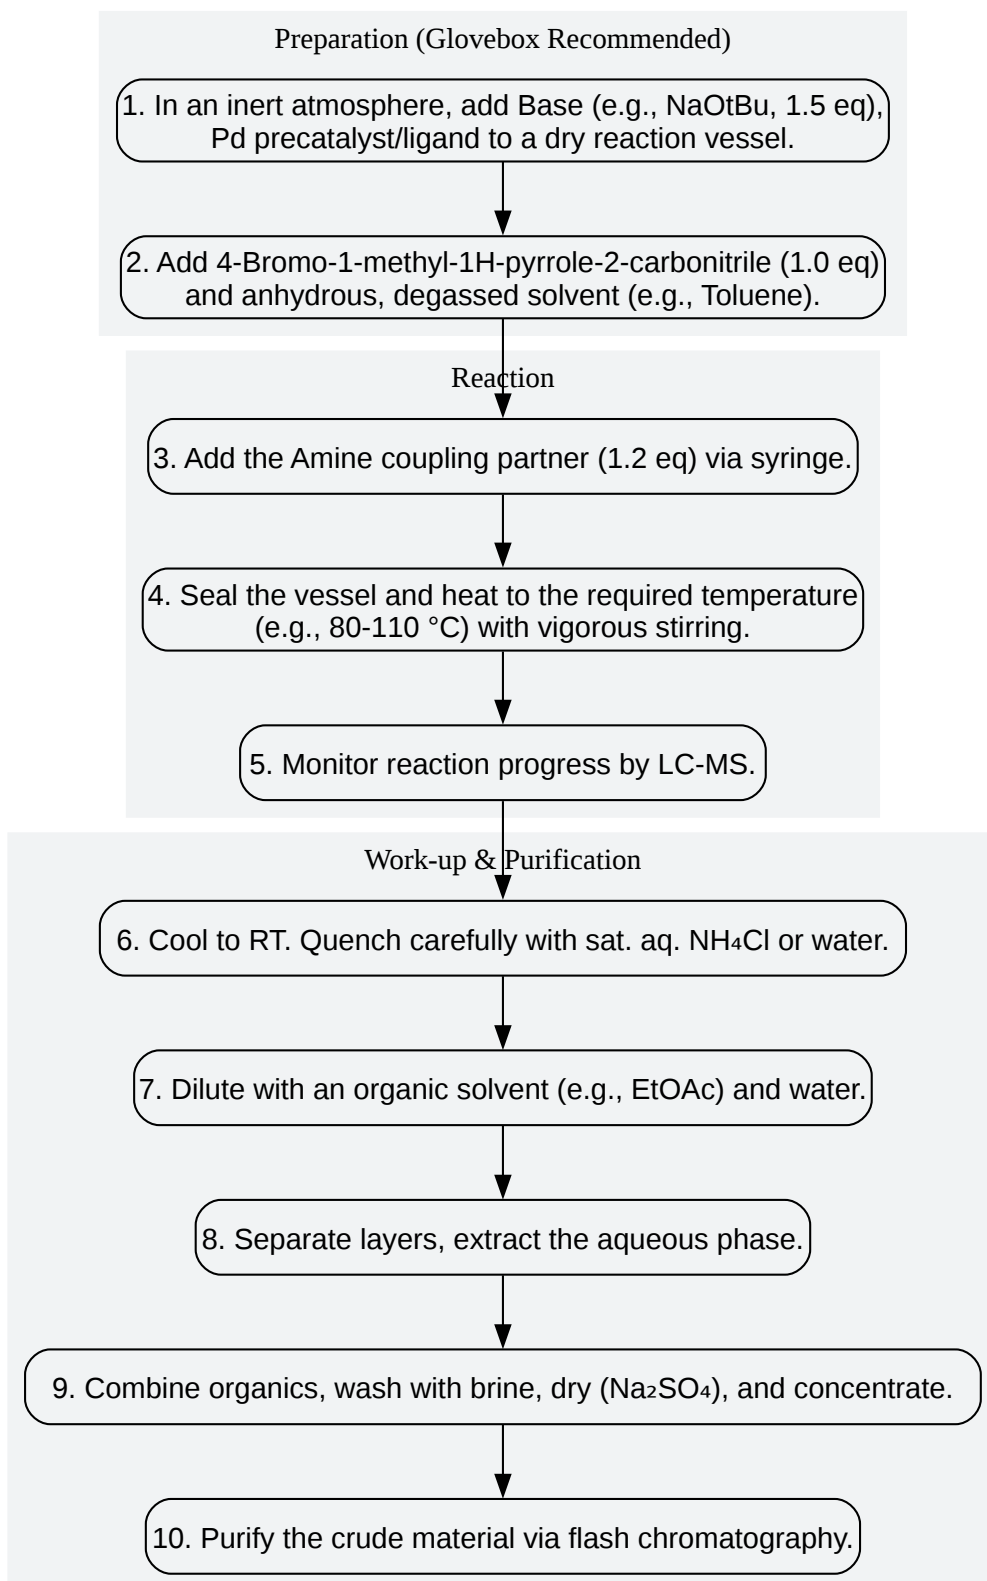 Preparation (Glovebox Recommended)
1. In an inert atmosphere, add Base (e.g., NaOtBu, 1.5 eq),
Pd precatalyst/ligand to a dry reaction vessel.
2. Add 4-Bromo-1-methyl-1H-pyrrole-2-carbonitrile (1.0 eq)
and anhydrous, degassed solvent (e.g., Toluene).
Reaction
3. Add the Amine coupling partner (1.2 eq) via syringe.
4. Seal the vessel and heat to the required temperature
(e.g., 80-110 °C) with vigorous stirring.
5. Monitor reaction progress by LC-MS.
Work-up & Purification
6. Cool to RT. Quench carefully with sat. aq. NH₄Cl or water.
7. Dilute with an organic solvent (e.g., EtOAc) and water.
8. Separate layers, extract the aqueous phase.
9. Combine organics, wash with brine, dry (Na₂SO₄), and concentrate.
10. Purify the crude material via flash chromatography.